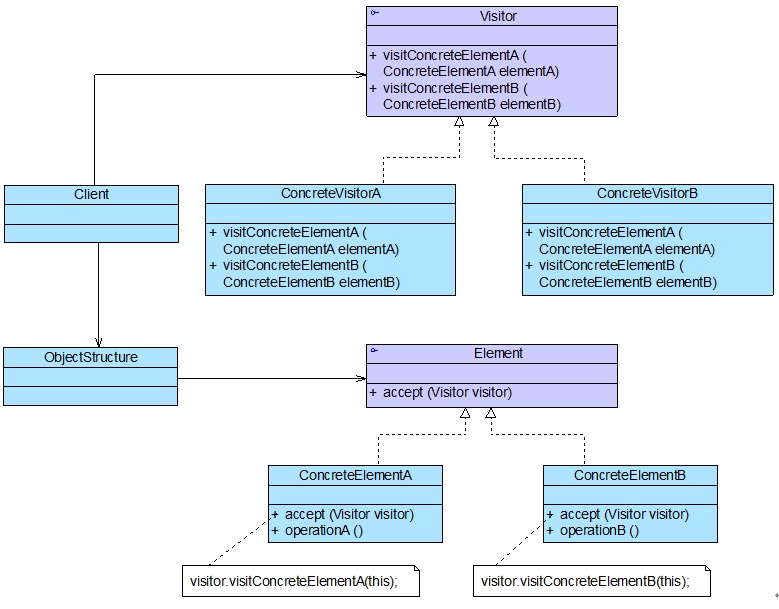 Visitor
+ visitConcreteElementA (
ConcreteElementA elementA)
+ visitConcreteElementB (
ConcreteElementB elementB)
Client
ConcreteVisitorA
+ visitConcreteElementA (
ConcreteElementA elementA)
+ visitConcreteElementB (
ConcreteElementB elementB)
ConcreteVisitorB
+ visitConcreteElementA (
ConcreteElementA elementA)
+ visitConcreteElementB (
ConcreteElementB elementB)
ObjectStructure
Element
+ accept (Visitor visitor)
ConcreteElementA
+ accept (Visitor visitor)
+ operationA ()
ConcreteElementB
+ accept (Visitor visitor)
+ operationB ()
visitor.visitConcreteElementA(this);
visitor.visitConcreteElementB(this);